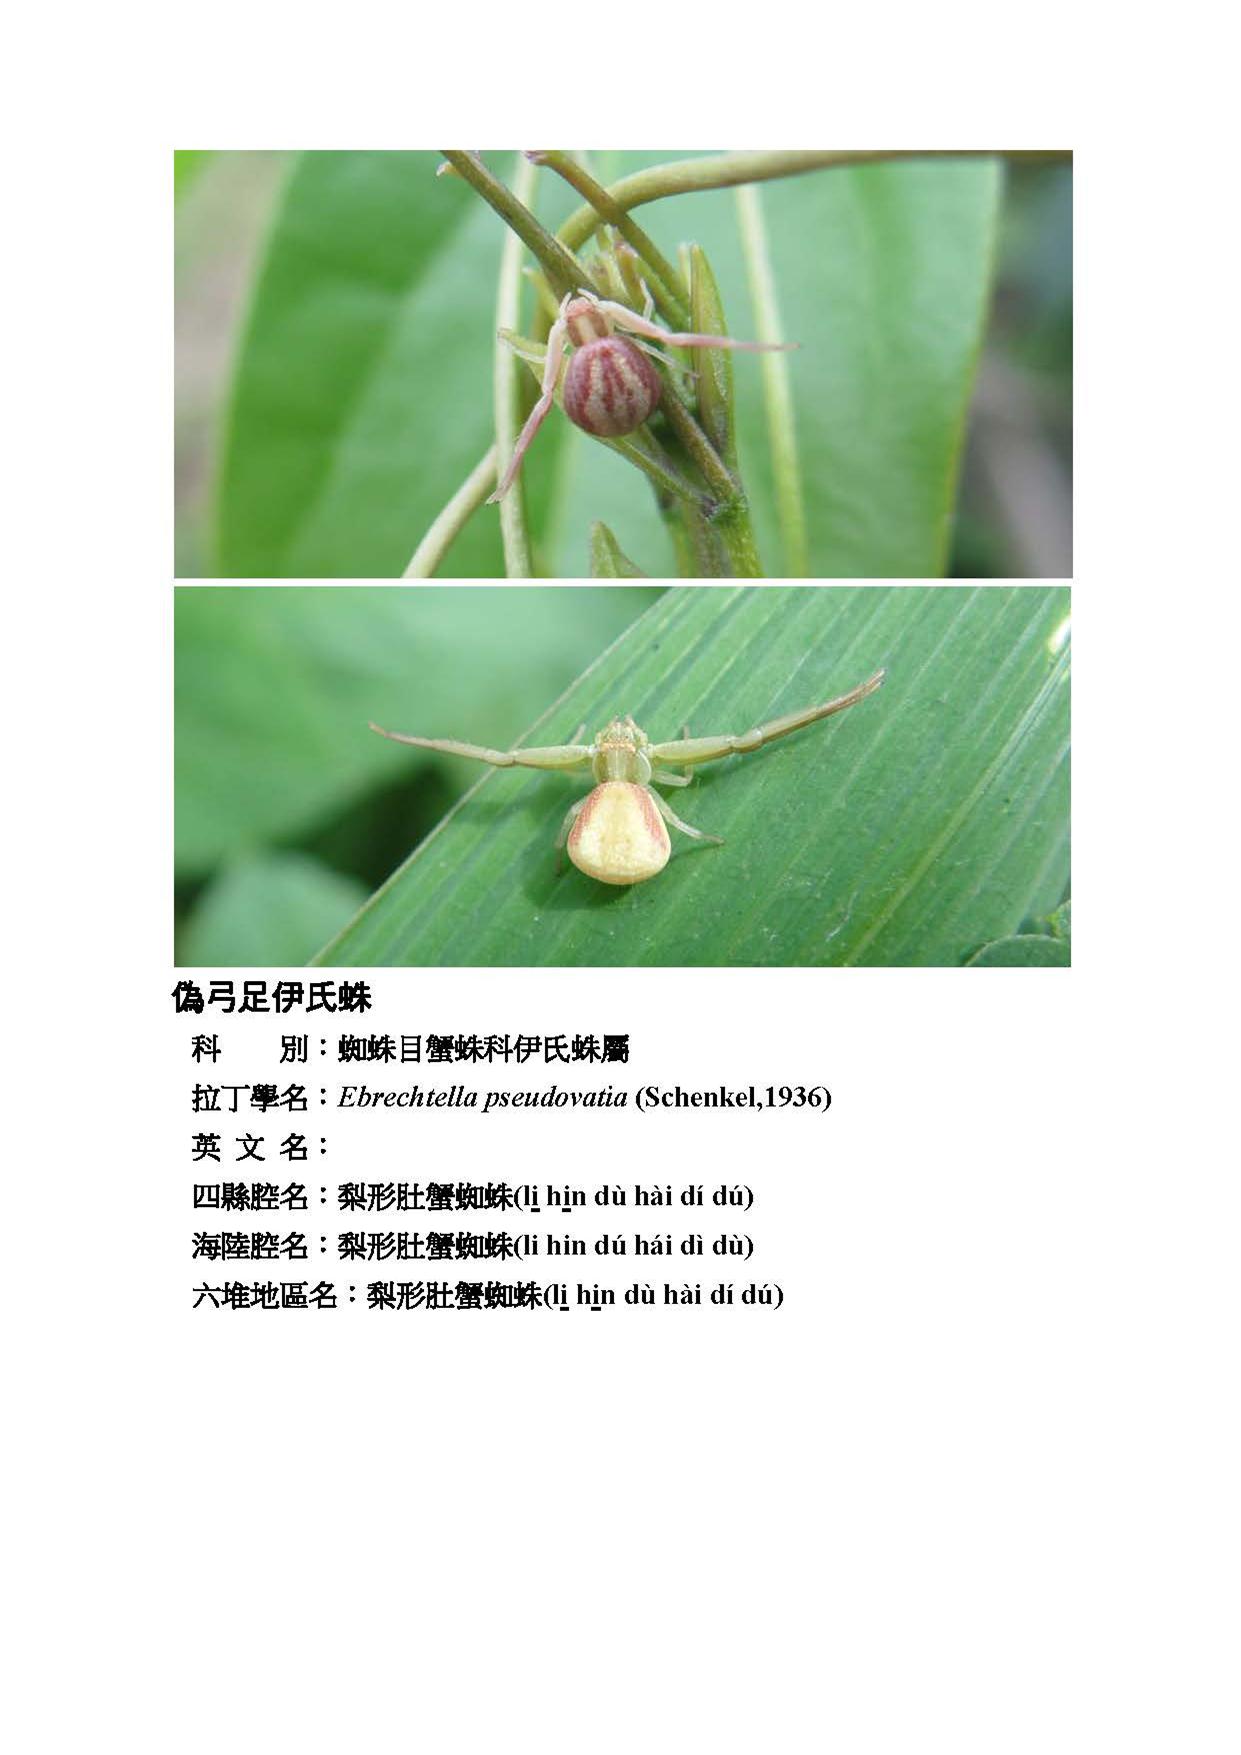 偽弓足伊氏蛛
科　　別：蜘蛛目蟹蛛科伊氏蛛屬
拉丁學名：Ebrechtella pseudovatia (Schenkel,1936)
英 文 名：
四縣腔名：梨形肚蟹蜘蛛(li̲ hi̲n dù hài dí dú)
海陸腔名：梨形肚蟹蜘蛛(li hin dú hái dì dù)
六堆地區名：梨形肚蟹蜘蛛(li̲ hi̲n dù hài dí dú)